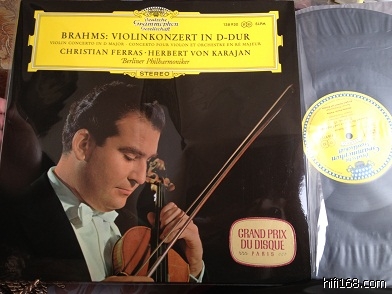 Deutsche
Grammophon
Gesellschaft
BRAHMS: VIOLINKONZERT IN D-DUR
VIOLIN CONCERTO IN D MAJOR · CONCERTO POUR VIOLON ET ORCHESTRE EN RÉ MAJEUR
CHRISTIAN FERRAS · HERBERT VON KARAJAN
Berliner Philharmoniker
STEREO
GRAND PRIX
DU DISQUE
PARIS
hifi168.com